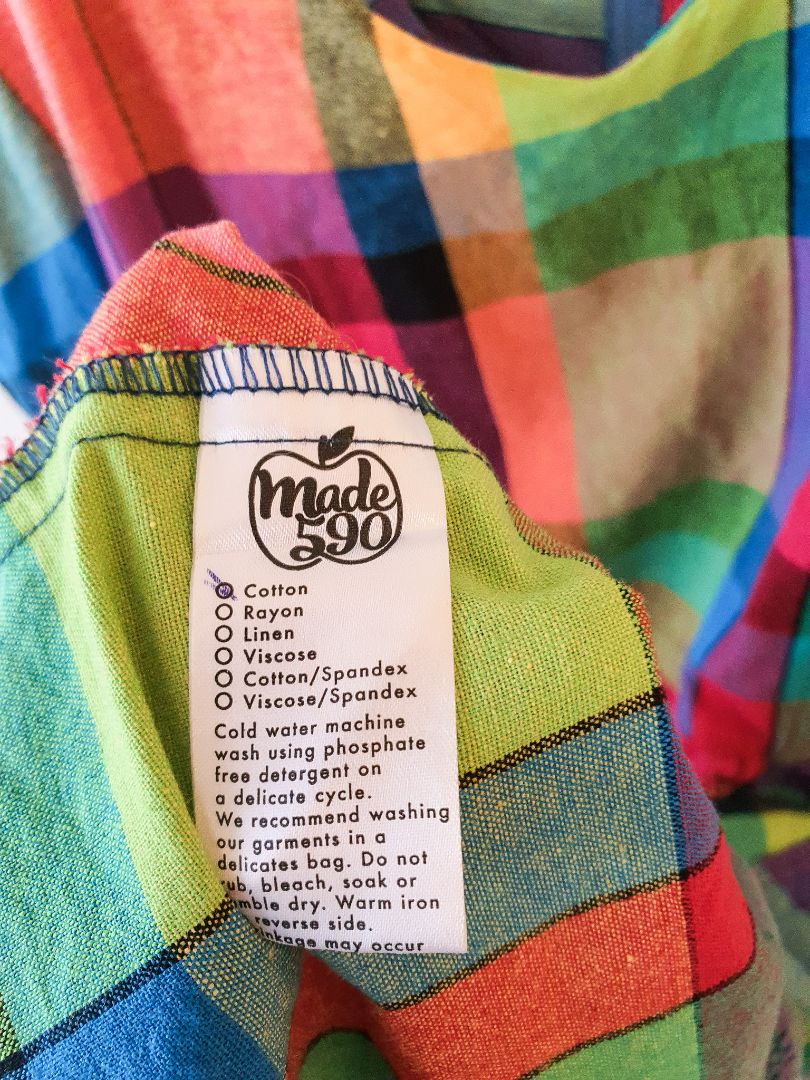 Made
590
Cotton
Rayon
Linen
Viscose
Cotton/Spandex
Viscose/Spandex
Cold water machine
wash using phosphate
free detergent on
a delicate cycle.
We recommend washing
our garments in a
delicates bag. Do not
rub, bleach, soak or
dry. Warm iron
reverse side.
may occur